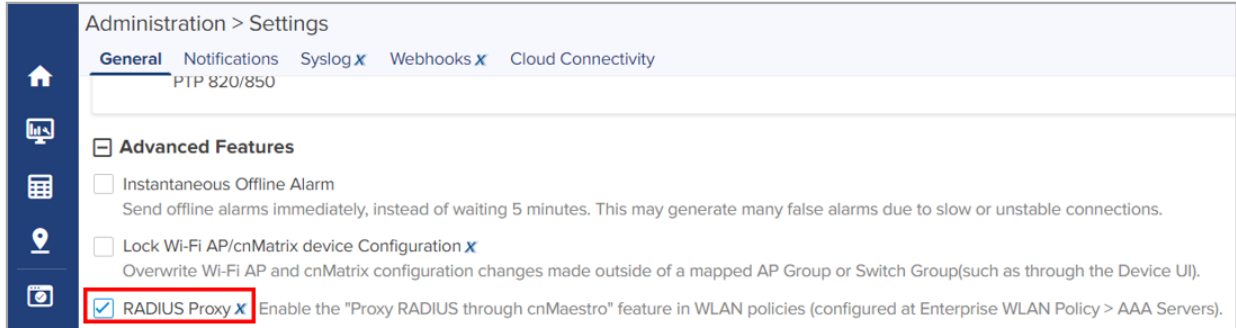 Administration > Settings
General Notifications Syslog X Webhooks X Cloud Connectivity
PTP 820/850
Advanced Features
Instantaneous Offline Alarm
Send offline alarms immediately, instead of waiting 5 minutes. This may generate many false alarms due to slow or unstable connections.
Lock Wi-Fi AP/cnMatrix device Configuration X
Overwrite Wi-Fi AP and cnMatrix configuration changes made outside of a mapped AP Group or Switch Group(such as through the Device UI).
RADIUS Proxy X Enable the "Proxy RADIUS through cnMaestro" feature in WLAN policies (configured at Enterprise WLAN Policy > AAA Servers).